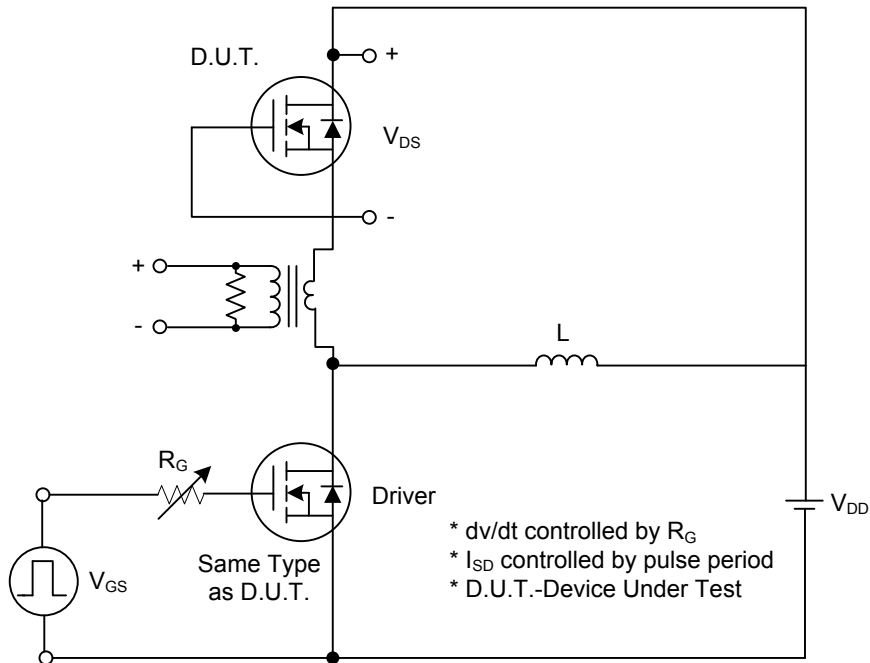 D.U.T.
+
V_DS
-
+
-
L
R_G
Driver
V_DD
V_GS
Same Type
as D.U.T.
* dv/dt controlled by R_G
* I_SD controlled by pulse period
* D.U.T.-Device Under Test